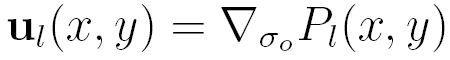 𝐮_l(x, y) = ∇_{σ_o} P_l(x, y)